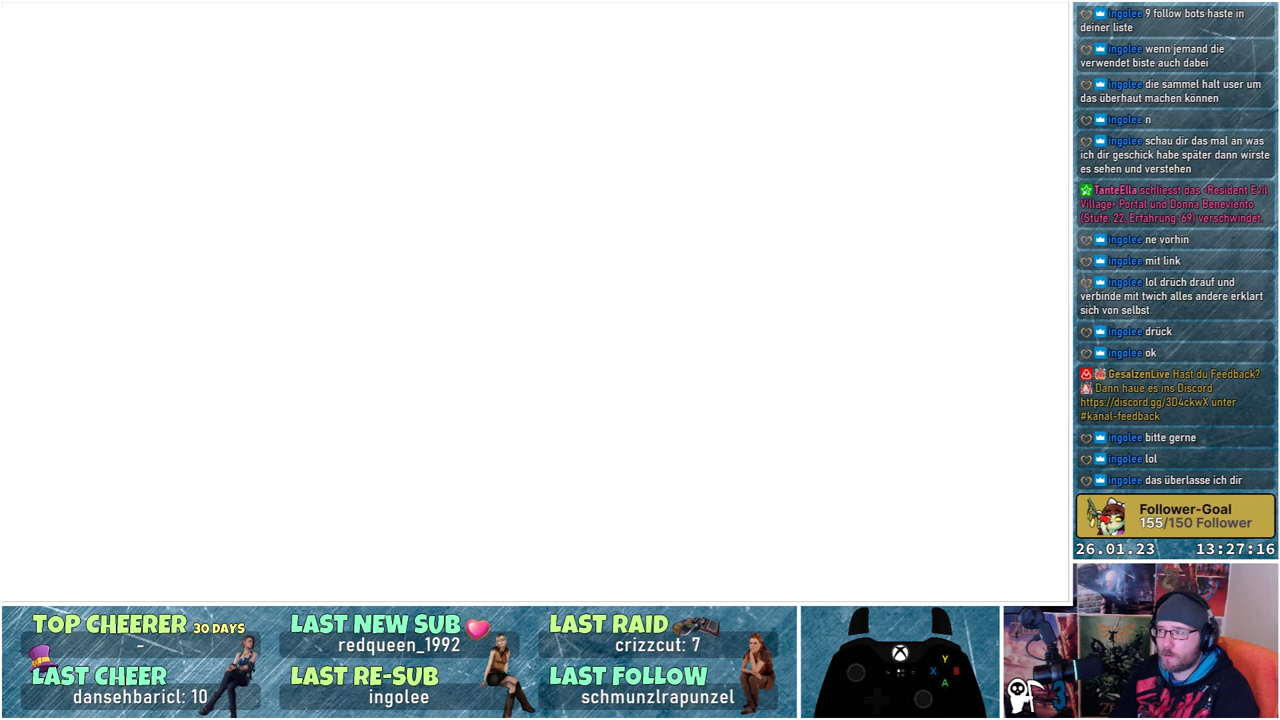 ingolee 9 follow bots haste in
deiner liste
ingolee wenn jemand die
verwendet biste auch dabei
ingolee die sammel halt user um
das überhaut machen können
ingolee n
ingolee schau dir das mal an was
ich dir geschick habe später dann wirste
es sehen und verstehen
TanteElla schliesst das <Resident Evil
Village> Portal und Donna Beneviento
(Stufe: 22, Erfahrung: 69) verschwindet.
ingolee ne vorhin
ingolee mit link
ingolee lol drüch drauf und
verbinde mit twich alles andere erklart
sich von selbst
ingolee drück
ingolee ok
GesalzenLive Hast du Feedback?
Dann haue es ins Discord
https://discord.gg/3D4ckwX unter
#kanal-feedback
ingolee bitte gerne
ingolee lol
ingolee das überlasse ich dir
Follower-Goal
155/150 Follower
26.01.23 13:27:16
TOP CHEERER 30 DAYS
-
LAST CHEER
dansehbaricl: 10
LAST NEW SUB
redqueen_1992
LAST RE-SUB
ingolee
LAST RAID
crizzcut: 7
LAST FOLLOW
schmunzlrapunzel
Y
X B
A
3